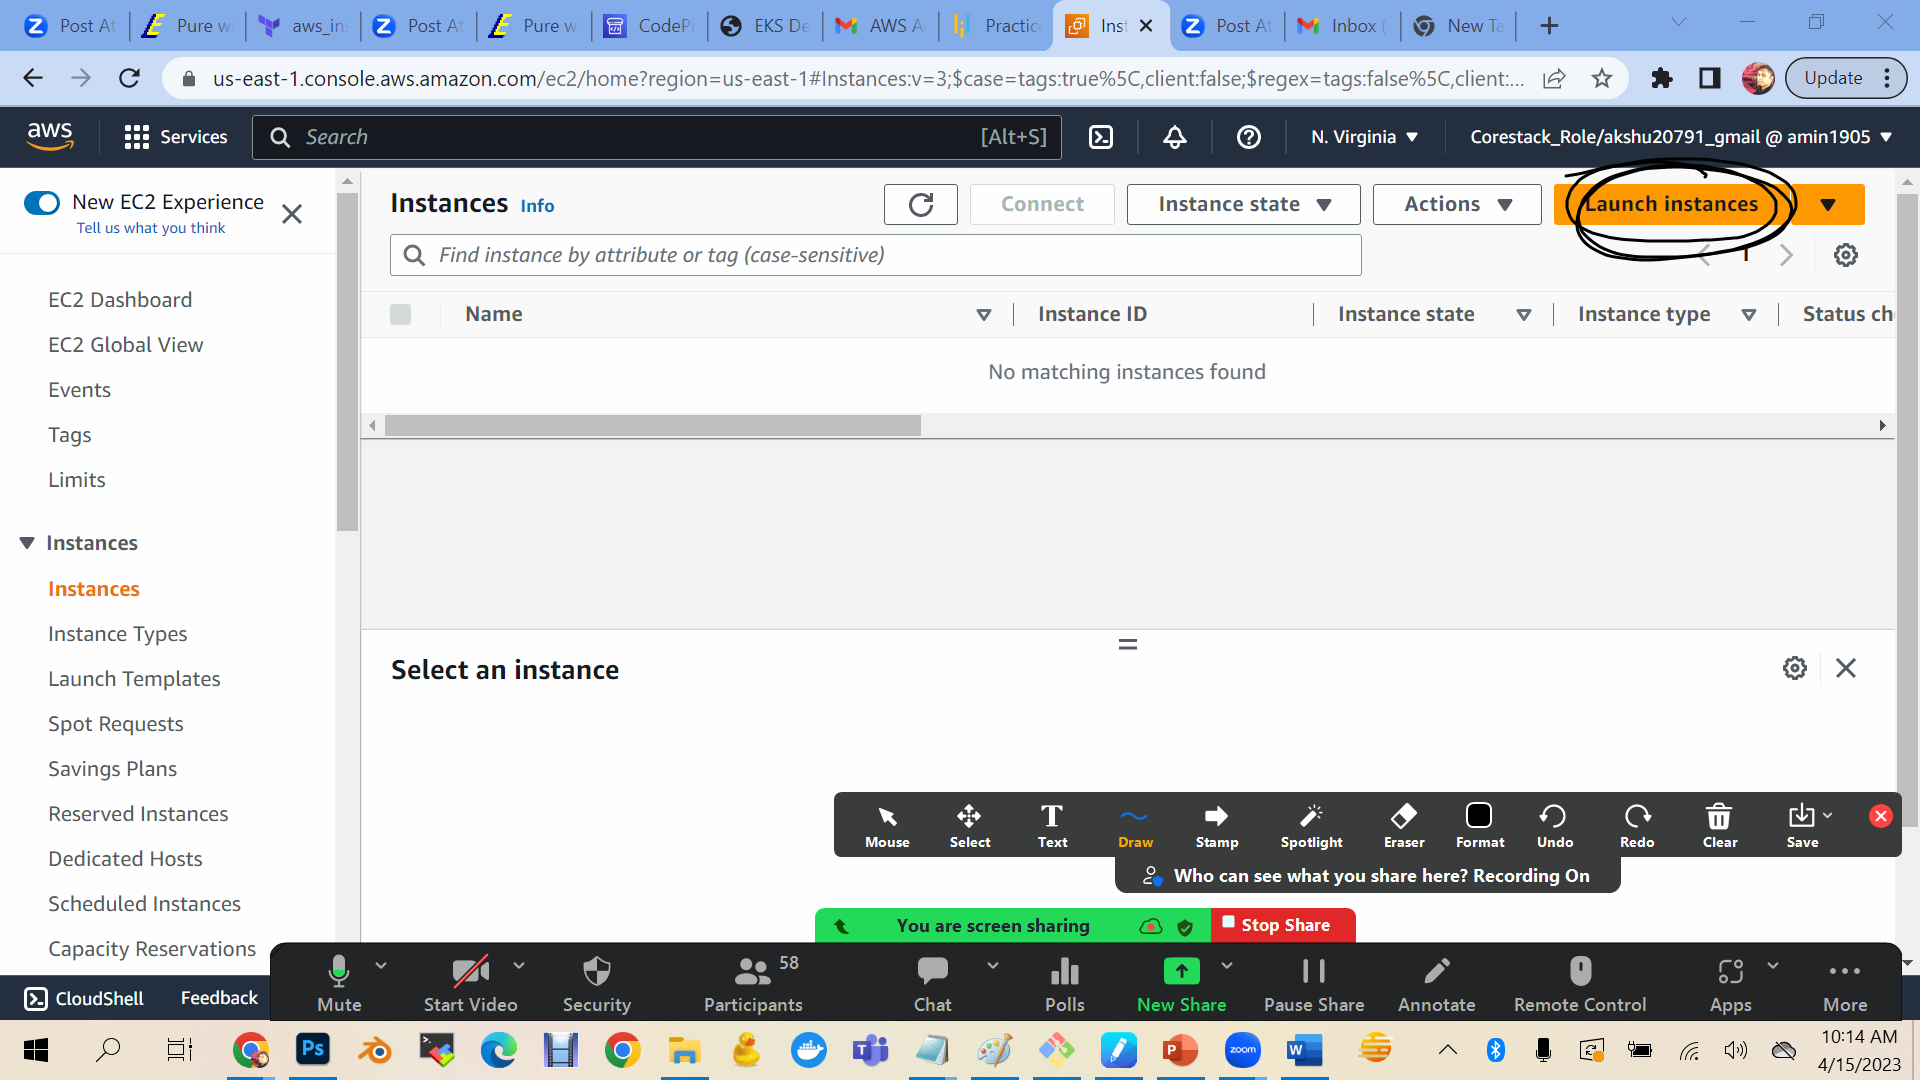 Post At
Pure w
aws_ins
Post At
Pure w
CodePi
EKS De
AWS A
Practice
Inst
Post At
Inbox (
New Ta
us-east-1.console.aws.amazon.com/ec2/home?region=us-east-1#Instances:v=3;$case=tags:true%5C,client:false;$regex=tags:false%5C,client:...
Update
aws
Services
Search
[Alt+S]
N. Virginia
Corestack_Role/akshu20791_gmail @ amin1905
New EC2 Experience
Tell us what you think
EC2 Dashboard
EC2 Global View
Events
Tags
Limits
Instances
Instances
Instance Types
Launch Templates
Spot Requests
Savings Plans
Reserved Instances
Dedicated Hosts
Scheduled Instances
Capacity Reservations
Instances Info
Connect
Instance state
Actions
Launch instances
Find instance by attribute or tag (case-sensitive)
1
Name
Instance ID
Instance state
Instance type
Status ch
No matching instances found
Select an instance
Mouse
Select
Text
Draw
Stamp
Spotlight
Eraser
Format
Undo
Redo
Clear
Save
Who can see what you share here? Recording On
You are screen sharing
Stop Share
CloudShell
Feedback
Mute
Start Video
Security
58
Participants
Chat
Polls
New Share
Pause Share
Annotate
Remote Control
Apps
More
Ps
zoom
W
10:14 AM
4/15/2023